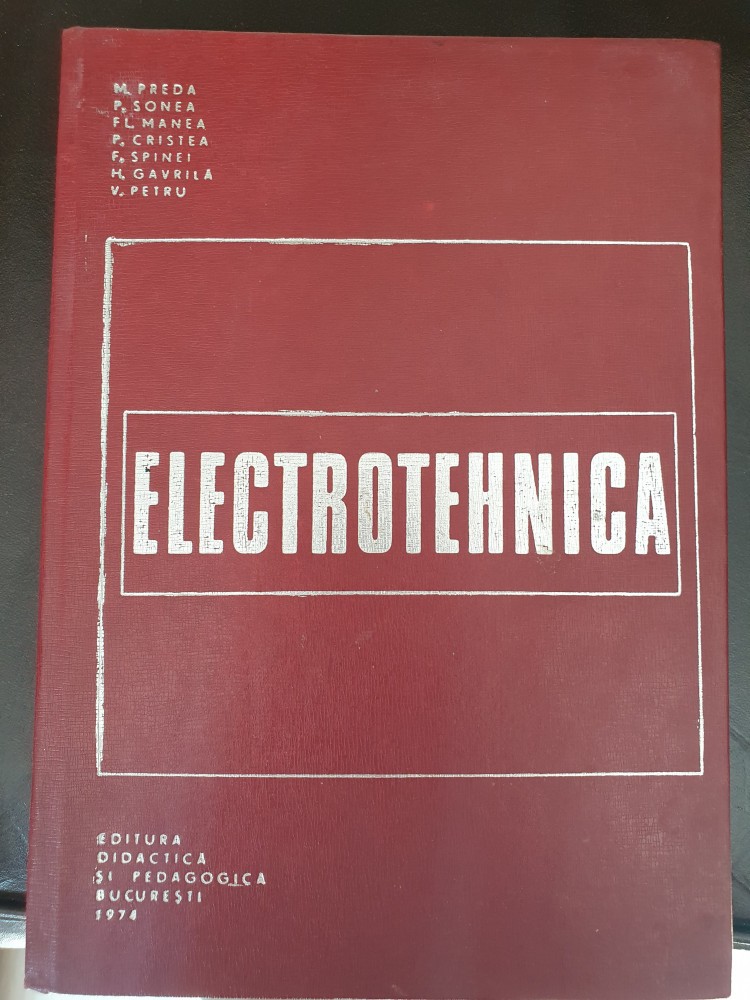 M. PREDA
P. SONEA
FL. MANEA
P. CRISTEA
F. SPINEI
H. GAVRILĂ
V. PETRU
ELECTROTEHNICA
EDITURA
DIDACTICA
ŞI PEDAGOGICA
BUCUREŞTI
1974